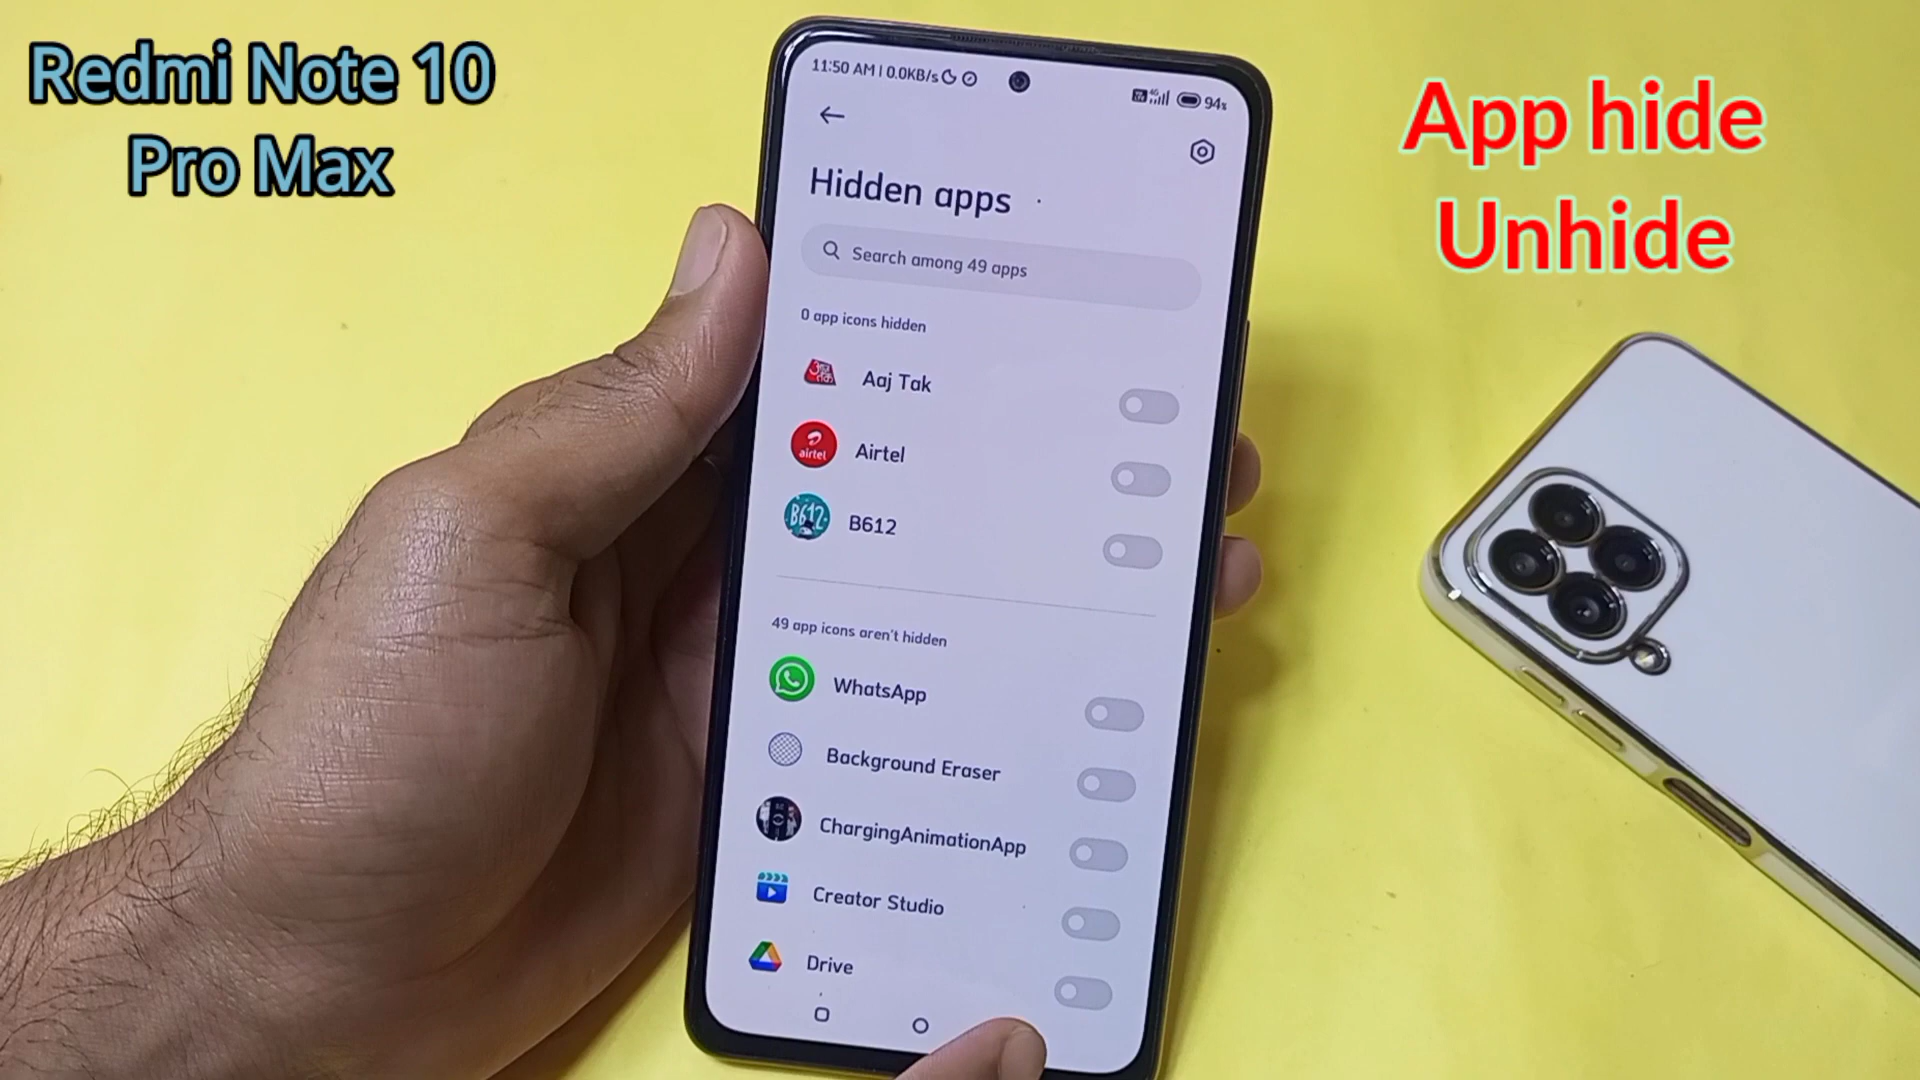 Redmi Note 10
Pro Max
App hide
Unhide
11:50 AM | 0.0KB/s
4G
94%
Hidden apps
Search among 49 apps
0 app icons hidden
Aaj Tak
airtel
Airtel
B612
B612
49 app icons aren't hidden
WhatsApp
Background Eraser
ChargingAnimationApp
Creator Studio
Drive